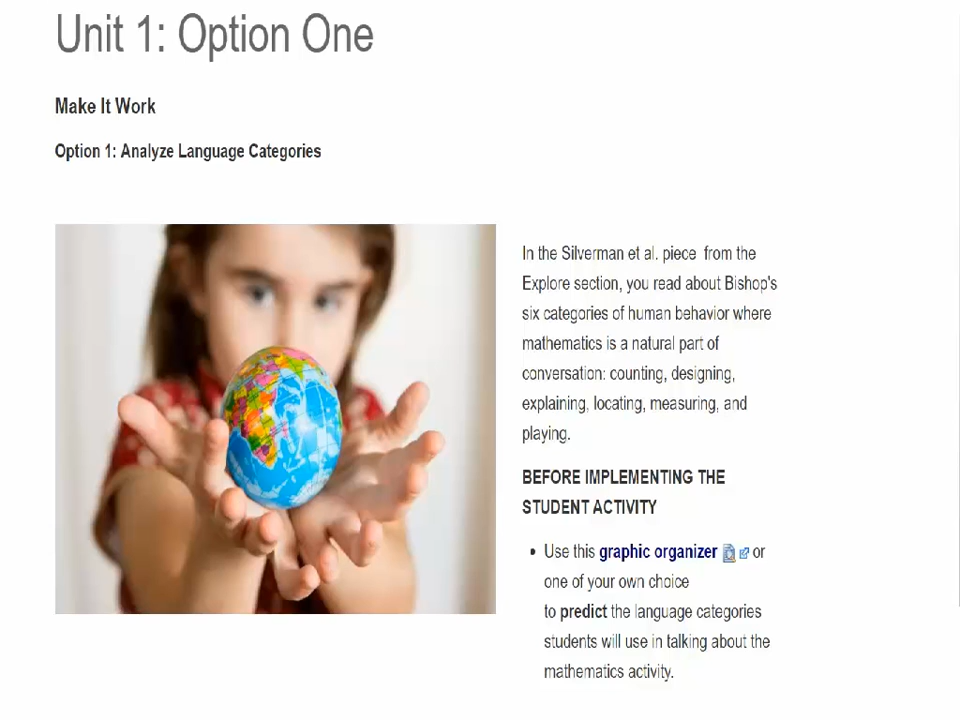 Unit 1: Option One
Make It Work
Option 1: Analyze Language Categories
In the Silverman et al. piece from the
Explore section, you read about Bishop's
six categories of human behavior where
mathematics is a natural part of
conversation: counting, designing,
explaining, locating, measuring, and
playing.
BEFORE IMPLEMENTING THE
STUDENT ACTIVITY
• Use this graphic organizer or
one of your own choice
to predict the language categories
students will use in talking about the
mathematics activity.